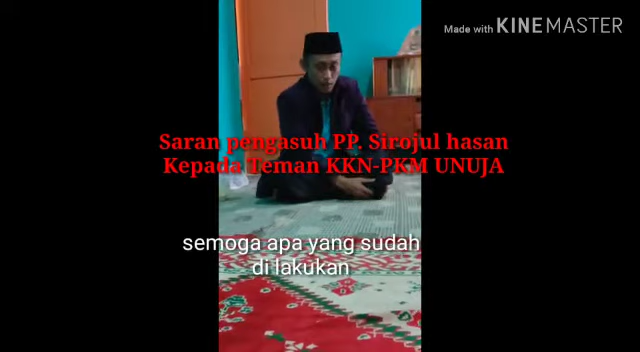 Made with KINEMASTER
Saran pengasuh PP. Sirojul hasan
Kepada Teman KKN-PKM UNUJA
semoga apa yang sudah
di lakukan